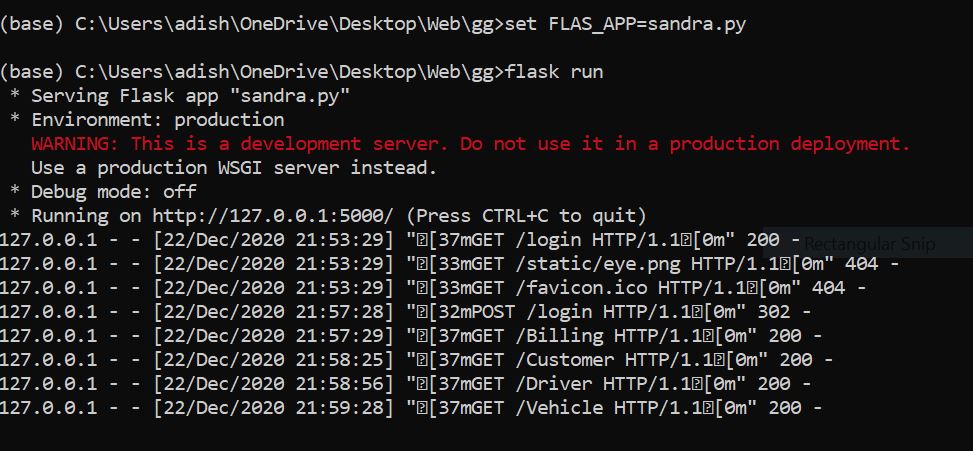 (base) C:\Users\adish\OneDrive\Desktop\Web\gg>set FLAS_APP=sandra.py
(base) C:\Users\adish\OneDrive\Desktop\Web\gg>flask run
 * Serving Flask app "sandra.py"
 * Environment: production
   WARNING: This is a development server. Do not use it in a production deployment.
   Use a production WSGI server instead.
 * Debug mode: off
 * Running on http://127.0.0.1:5000/ (Press CTRL+C to quit)
127.0.0.1 - - [22/Dec/2020 21:53:29] "⍰[37mGET /login HTTP/1.1⍰[0m" 200 - Rectangular Snip
127.0.0.1 - - [22/Dec/2020 21:53:29] "⍰[33mGET /static/eye.png HTTP/1.1⍰[0m" 404 -
127.0.0.1 - - [22/Dec/2020 21:53:29] "⍰[33mGET /favicon.ico HTTP/1.1⍰[0m" 404 -
127.0.0.1 - - [22/Dec/2020 21:57:28] "⍰[32mPOST /login HTTP/1.1⍰[0m" 302 -
127.0.0.1 - - [22/Dec/2020 21:57:29] "⍰[37mGET /Billing HTTP/1.1⍰[0m" 200 -
127.0.0.1 - - [22/Dec/2020 21:58:25] "⍰[37mGET /Customer HTTP/1.1⍰[0m" 200 -
127.0.0.1 - - [22/Dec/2020 21:58:56] "⍰[37mGET /Driver HTTP/1.1⍰[0m" 200 -
127.0.0.1 - - [22/Dec/2020 21:59:28] "⍰[37mGET /Vehicle HTTP/1.1⍰[0m" 200 -